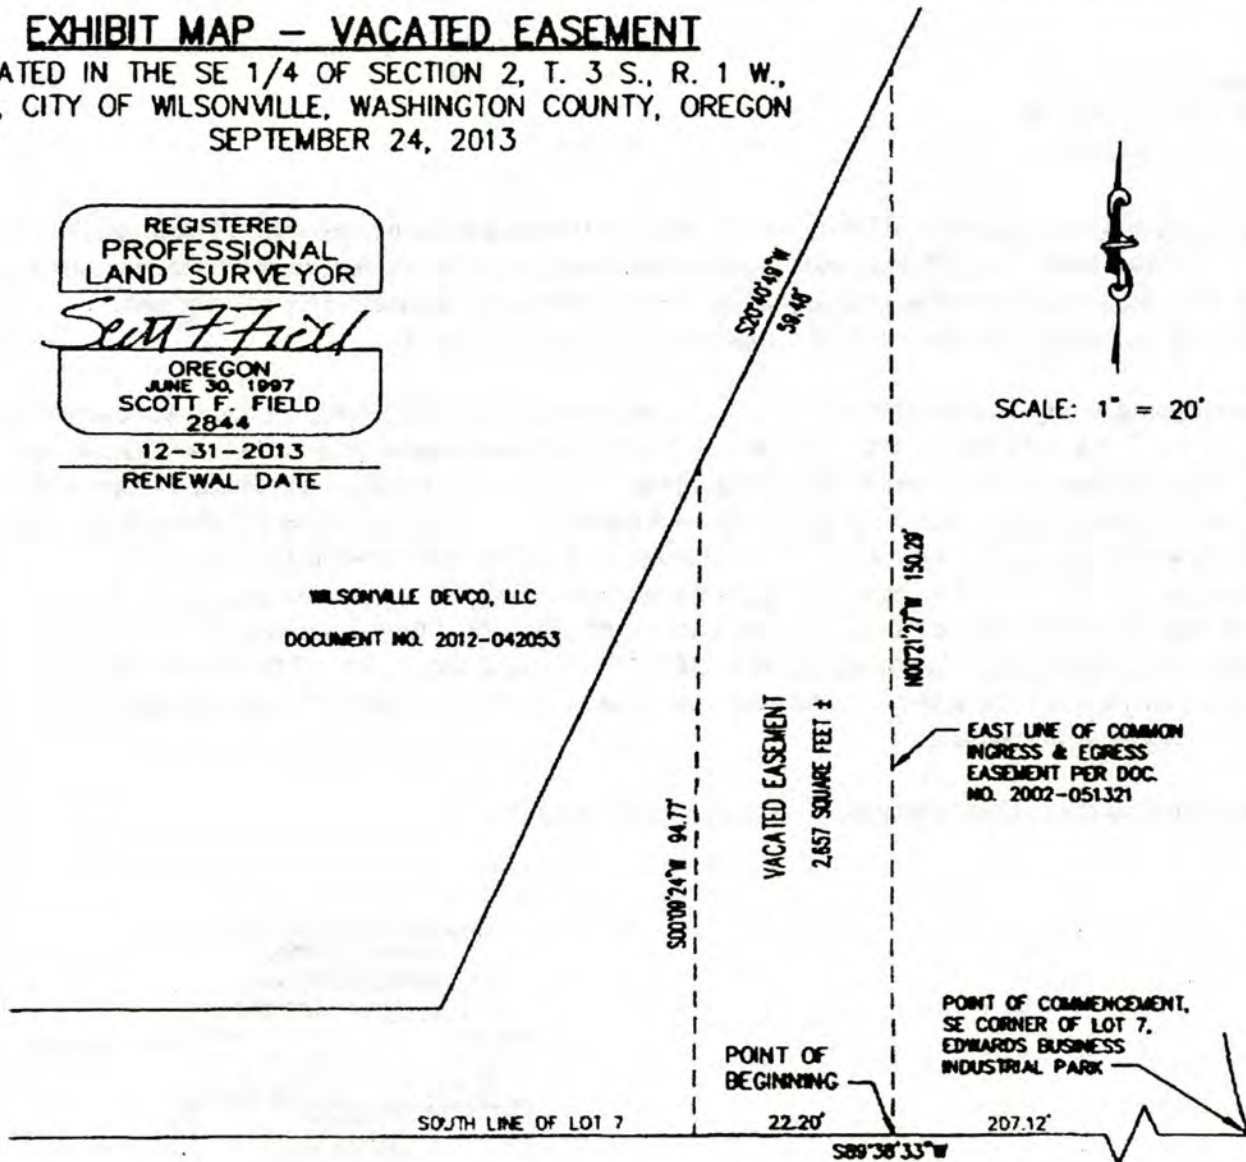 EXHIBIT MAP – VACATED EASEMENT
ATED IN THE SE 1/4 OF SECTION 2, T. 3 S., R. 1 W.,
, CITY OF WILSONVILLE, WASHINGTON COUNTY, OREGON
SEPTEMBER 24, 2013
REGISTERED
PROFESSIONAL
LAND SURVEYOR
Scott F Field
OREGON
JUNE 30, 1997
SCOTT F. FIELD
2844
12-31-2013
RENEWAL DATE
SCALE: 1" = 20'
WILSONVILLE DEVCO, LLC
DOCUMENT NO. 2012-042053
VACATED EASEMENT
2,657 SQUARE FEET ±
S00°09'24"W 94.77'
N00°21'27"W 150.29'
EAST LINE OF COMMON
INGRESS & EGRESS
EASEMENT PER DOC.
NO. 2002-051321
POINT OF COMMENCEMENT,
SE CORNER OF LOT 7,
EDWARDS BUSINESS
INDUSTRIAL PARK
POINT OF
BEGINNING
SOUTH LINE OF LOT 7
22.20'
207.12'
S89°38'33"W